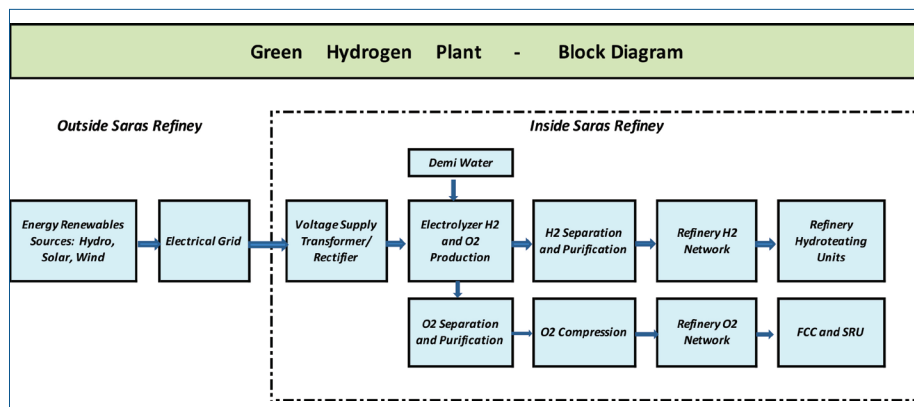 Green Hydrogen Plant - Block Diagram
Outside Saras Refiney
Inside Saras Refiney
Demi Water
Energy Renewables
Sources: Hydro,
Solar, Wind
Electrical Grid
Voltage Supply
Transformer/
Rectifier
Electrolyzer H2
and O2
Production
H2 Separation
and Purification
Refinery H2
Network
Refinery
Hydroteating
Units
O2 Separation
and Purification
O2 Compression
Refinery O2
Network
FCC and SRU